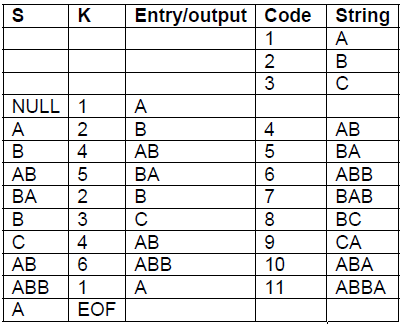 S K Entry/output Code String
1 A
2 B
3 C
NULL 1 A
A 2 B 4 AB
B 4 AB 5 BA
AB 5 BA 6 ABB
BA 2 B 7 BAB
B 3 C 8 BC
C 4 AB 9 CA
AB 6 ABB 10 ABA
ABB 1 A 11 ABBA
A EOF